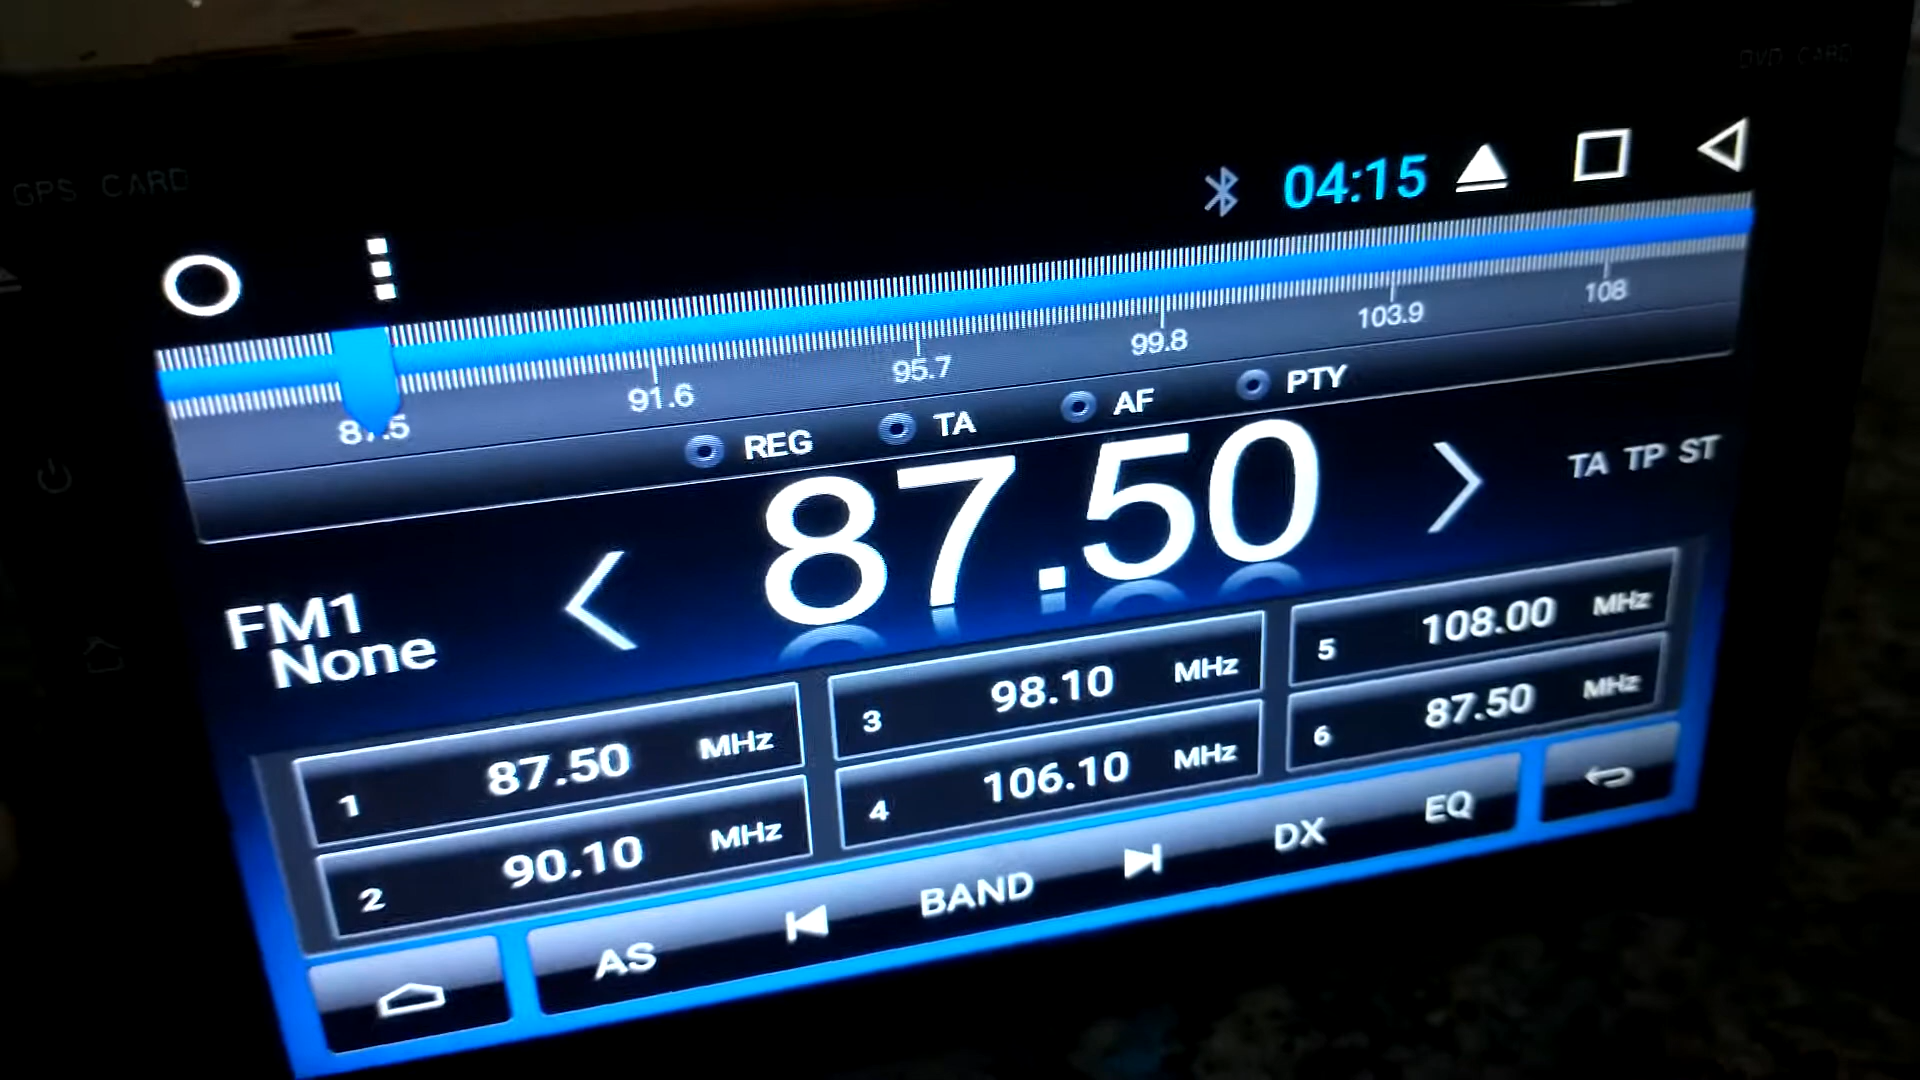 DVD CARD
GPS CARD
04:15
87.5 91.6 95.7 99.8 103.9 108
REG TA AF PTY
FM1
None
87.50
TA TP ST
1 87.50 MHz
2 90.10 MHz
3 98.10 MHz
4 106.10 MHz
5 108.00 MHz
6 87.50 MHz
AS BAND DX EQ